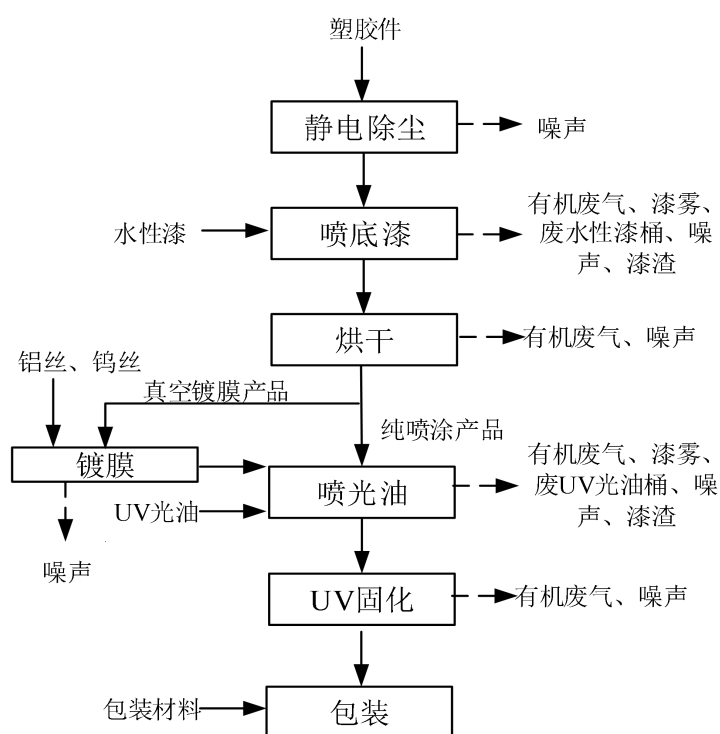 塑胶件
静电除尘
噪声
水性漆
喷底漆
有机废气、漆雾、
废水性漆桶、噪
声、漆渣
烘干
有机废气、噪声
铝丝、钨丝
真空镀膜产品
纯喷涂产品
镀膜
喷光油
有机废气、漆雾、
废UV光油桶、噪
声、漆渣
UV光油
噪声
UV固化
有机废气、噪声
包装材料
包装